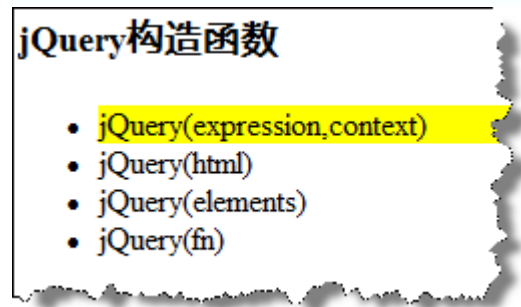 jQuery构造函数
jQuery(expression,context)
jQuery(html)
jQuery(elements)
jQuery(fn)